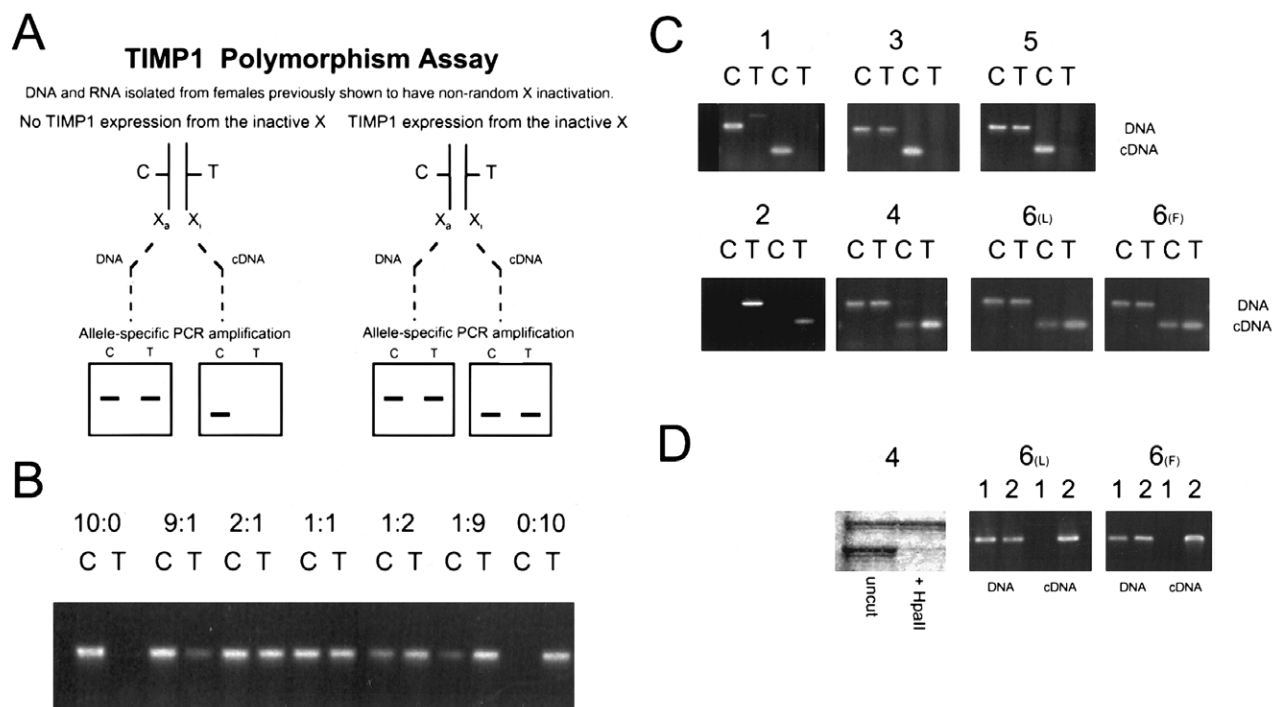 A
TIMP1 Polymorphism Assay
DNA and RNA isolated from females previously shown to have non-random X inactivation.
No TIMP1 expression from the inactive X
TIMP1 expression from the inactive X
C T
C T
Xa Xi
Xa Xi
DNA cDNA
DNA cDNA
Allele-specific PCR amplification
Allele-specific PCR amplification
C T C
C T C T
B
10:0 9:1 2:1 1:1 1:2 1:9 0:10
C T C T C T C T C T C T C T
C
1 3 5
C T C T C T C T C T C T
DNA
cDNA
2 4 6(L) 6(F)
C T C T C T C T C T C T C T C T
DNA
cDNA
D
4 6(L) 6(F)
1 2 1 2 1 2 1 2
uncut
+ HpaII
DNA cDNA DNA cDNA